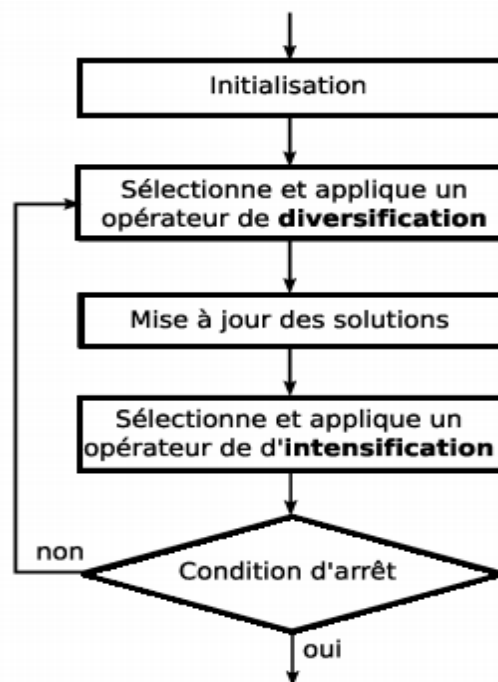 Initialisation
Sélectionne et applique un
opérateur de diversification
Mise à jour des solutions
Sélectionne et applique un
opérateur de d'intensification
non
Condition d'arrêt
oui